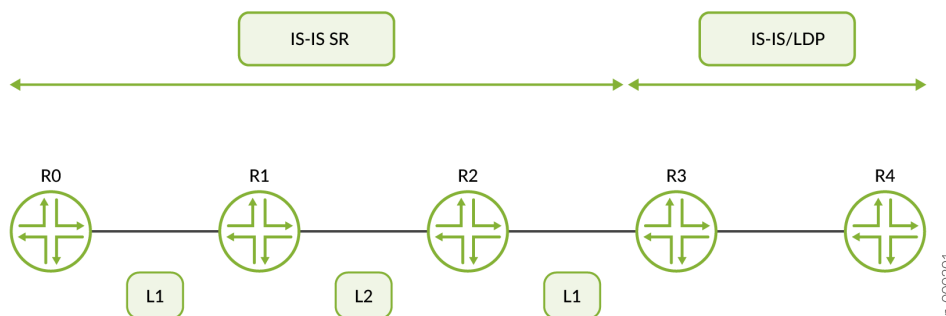 IS-IS SR
IS-IS/LDP
R0
R1
R2
R3
R4
L1
L2
L1